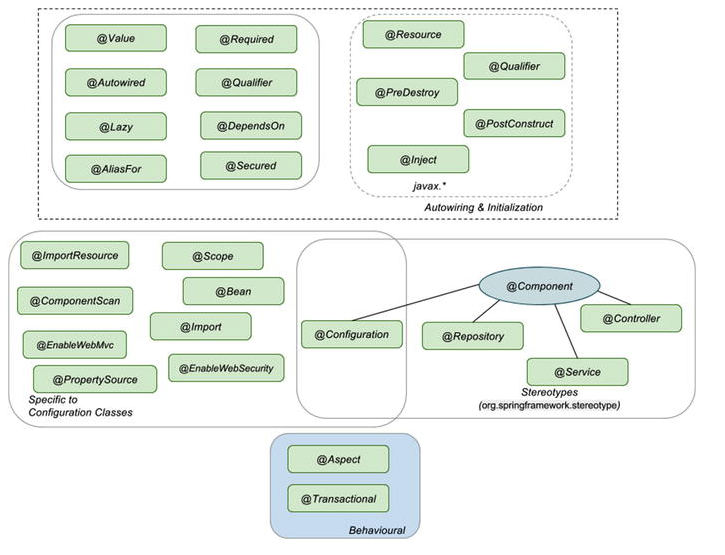 @Value
@Required
@Autowired
@Qualifier
@Lazy
@DependsOn
@AliasFor
@Secured
@Resource
@Qualifier
@PreDestroy
@PostConstruct
@Inject
javax.*
Autowiring & Initialization
@ImportResource
@Scope
@ComponentScan
@Bean
@Import
@EnableWebMvc
@EnableWebSecurity
@PropertySource
Specific to
Configuration Classes
@Component
@Configuration
@Repository
@Controller
@Service
Stereotypes
(org.springframework.stereotype)
@Aspect
@Transactional
Behavioural